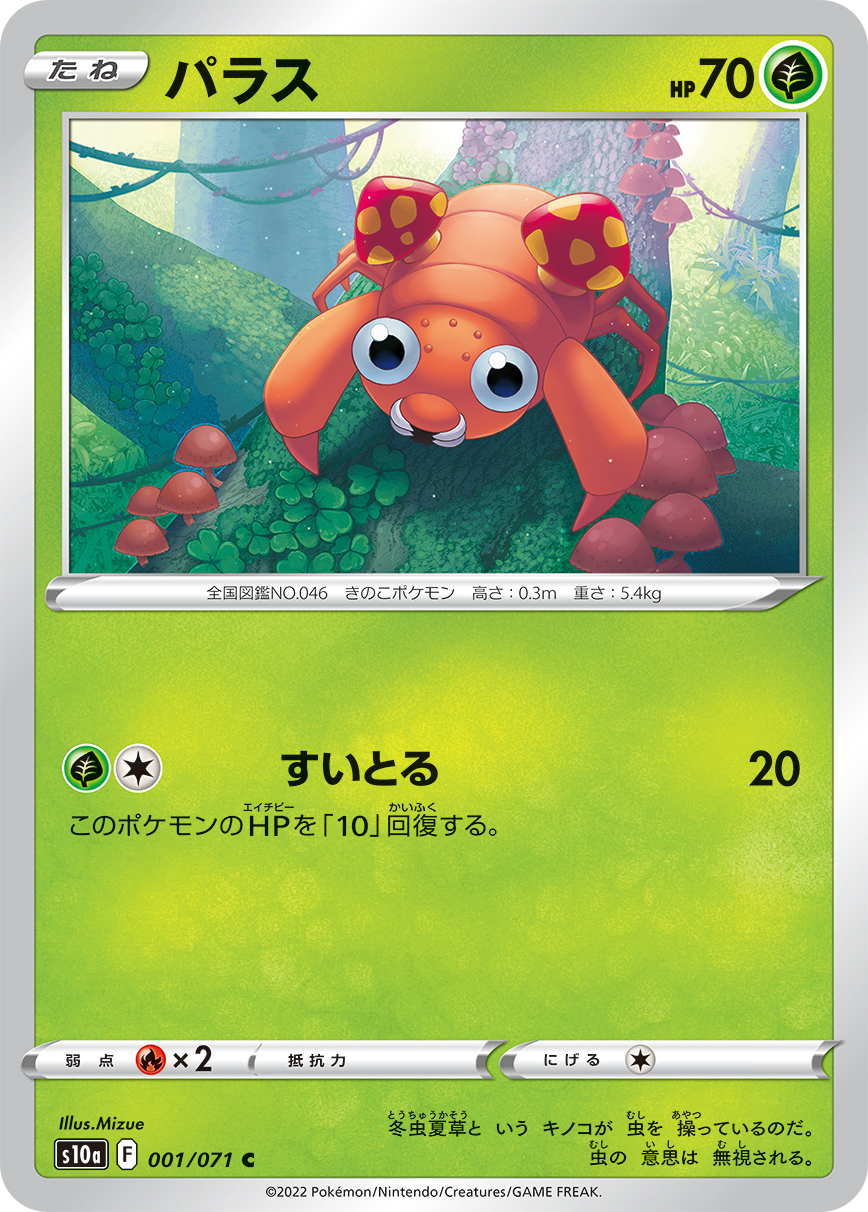 たね パラス HP70
全国図鑑NO.046 きのこポケモン 高さ:0.3m 重さ:5.4kg
すいとる 20
エイチピー かいふく
このポケモンのHPを「10」回復する。
弱点 ×2 抵抗力 にげる
Illus.Mizue
とうちゅうかそう むし あやつ
冬虫夏草と いう キノコが 虫を 操っているのだ。
むし いし むし
虫の 意思は 無視される。
s10a F 001/071 C
©2022 Pokémon/Nintendo/Creatures/GAME FREAK.